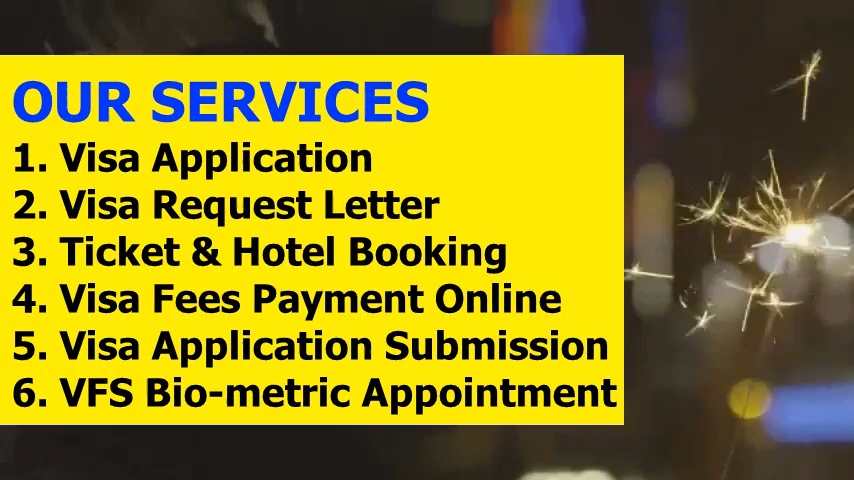 OUR SERVICES
1. Visa Application
2. Visa Request Letter
3. Ticket & Hotel Booking
4. Visa Fees Payment Online
5. Visa Application Submission
6. VFS Bio-metric Appointment